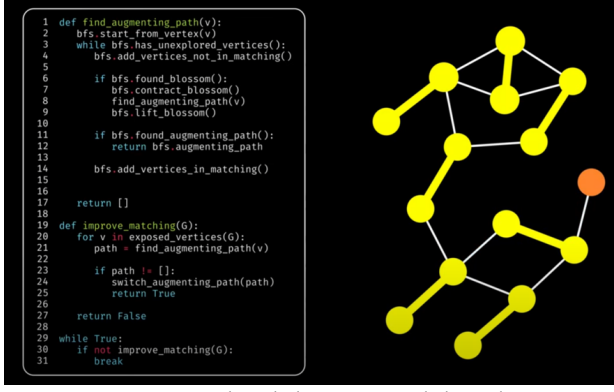 1 def find_augmenting_path(v):
2 bfs.start_from_vertex(v)
3 while bfs.has_unexplored_vertices():
4 bfs.add_vertices_not_in_matching()
5
6 if bfs.found_blossom():
7 bfs.contract_blossom()
8 find_augmenting_path(v)
9 bfs.lift_blossom()
10
11 if bfs.found_augmenting_path():
12 return bfs.augmenting_path
13
14 bfs.add_vertices_in_matching()
15
16
17 return []
18
19 def improve_matching(G):
20 for v in exposed_vertices(G):
21 path = find_augmenting_path(v)
22
23 if path != []:
24 switch_augmenting_path(path)
25 return True
26
27 return False
28
29 while True:
30 if not improve_matching(G):
31 break